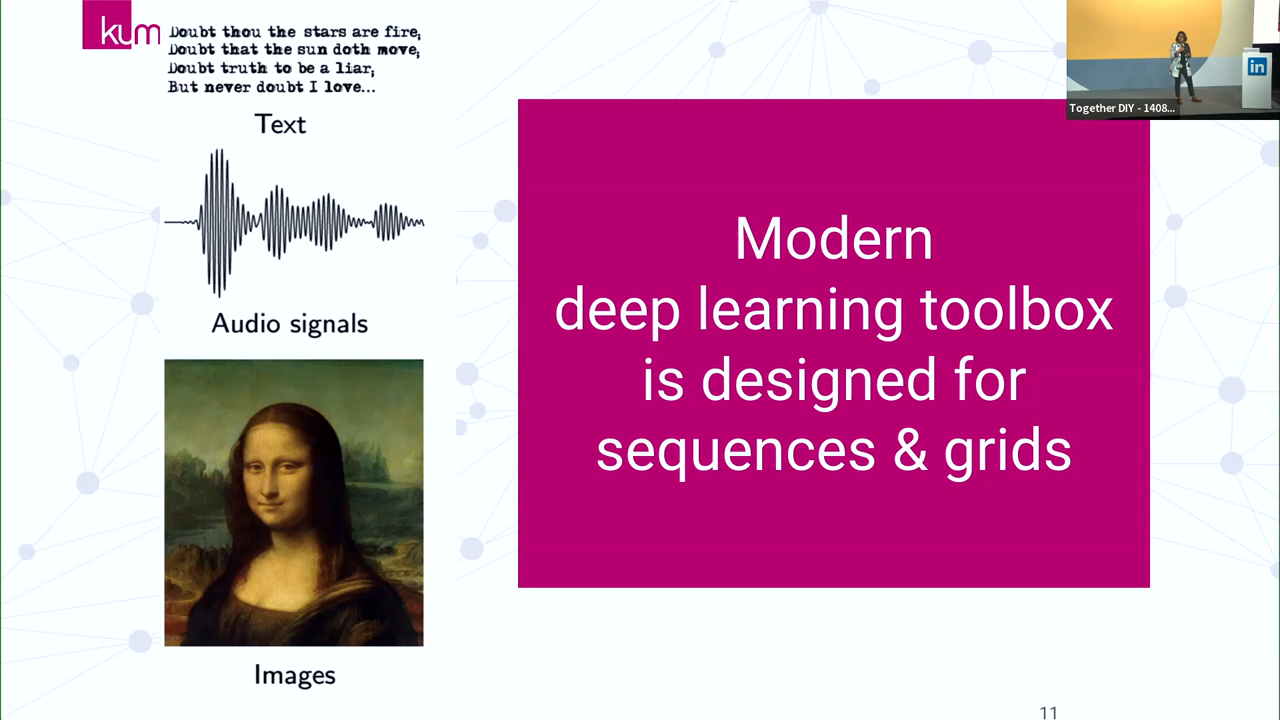 kum
Doubt thou the stars are fire,
Doubt that the sun doth move,
Doubt truth to be a liar,
But never doubt I love...
Text
Audio signals
Images
Modern
deep learning toolbox
is designed for
sequences & grids
Together DIY - 1408...
in
11